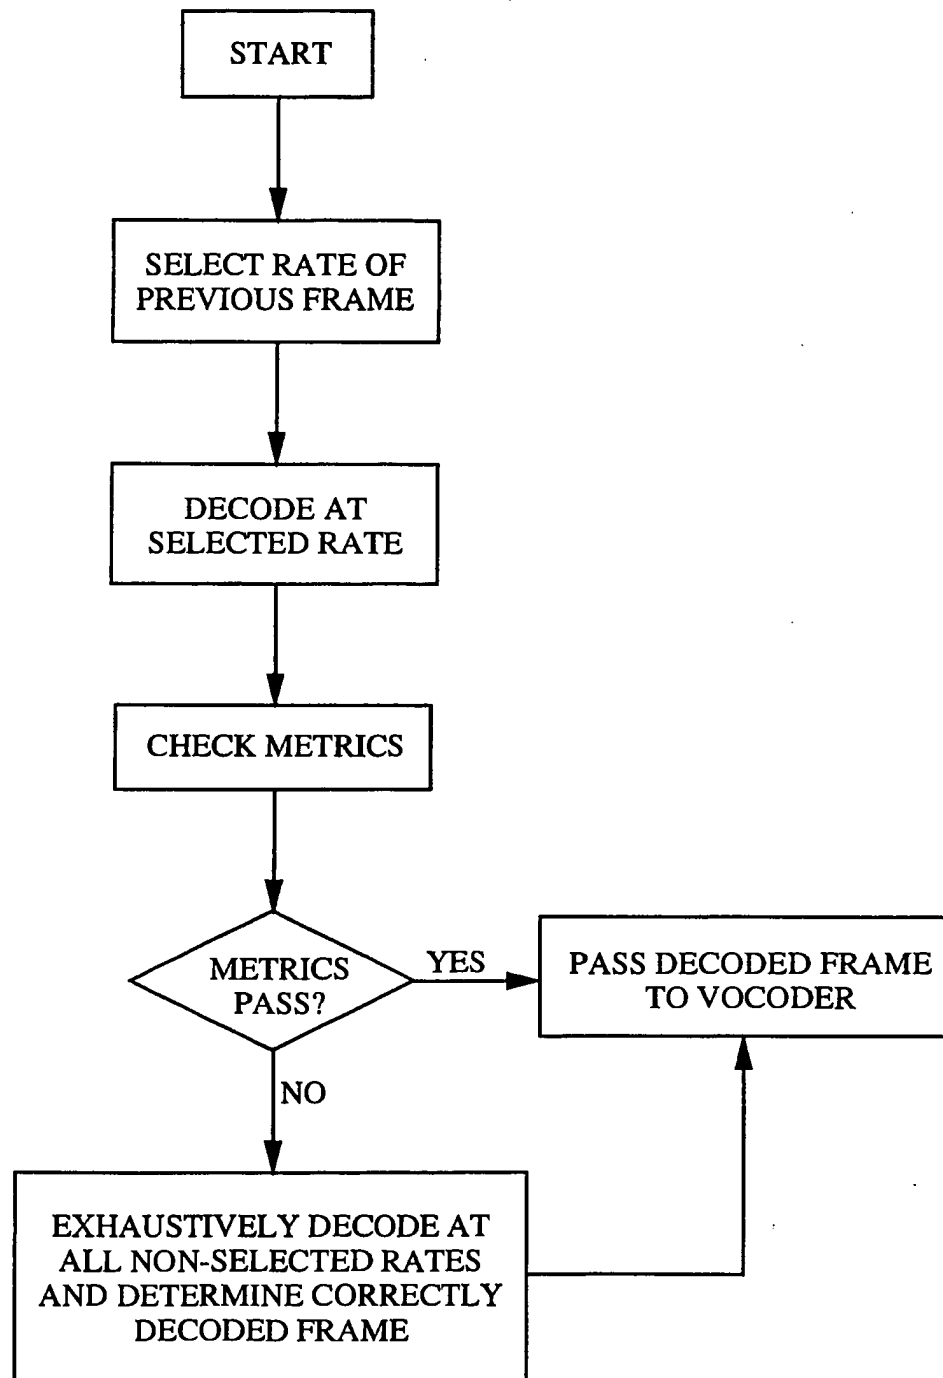 START
SELECT RATE OF
PREVIOUS FRAME
DECODE AT
SELECTED RATE
CHECK METRICS
METRICS
PASS?
YES
PASS DECODED FRAME
TO VOCODER
NO
EXHAUSTIVELY DECODE AT
ALL NON-SELECTED RATES
AND DETERMINE CORRECTLY
DECODED FRAME